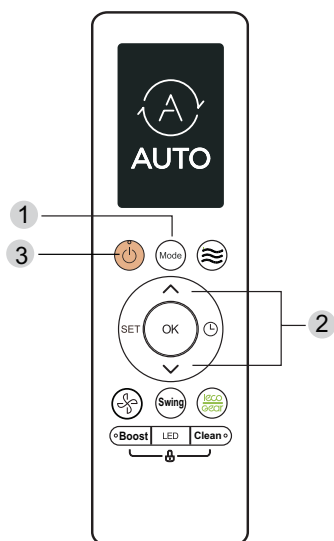 A
AUTO
1
Mode
3
SET OK
2
Swing
ECO
GEAR
Boost LED Clean